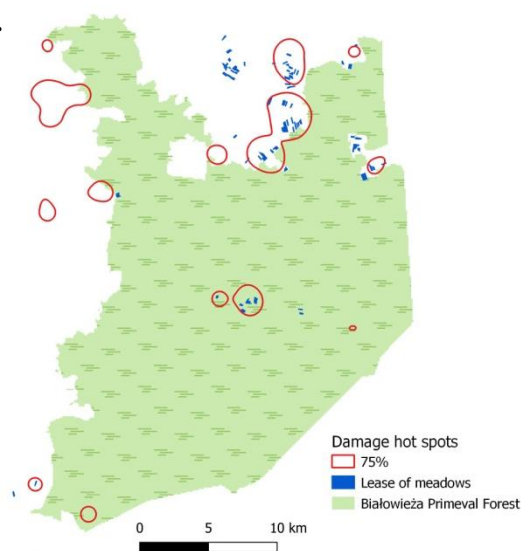 Damage hot spots
75%
Lease of meadows
Białowieża Primeval Forest
0 5 10 km